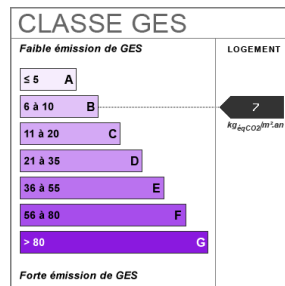 CLASSE GES
Faible émission de GES
LOGEMENT
≤ 5 A
6 à 10 B
7
kgéqCO2/m².an
11 à 20 C
21 à 35 D
36 à 55 E
56 à 80 F
> 80 G
Forte émission de GES